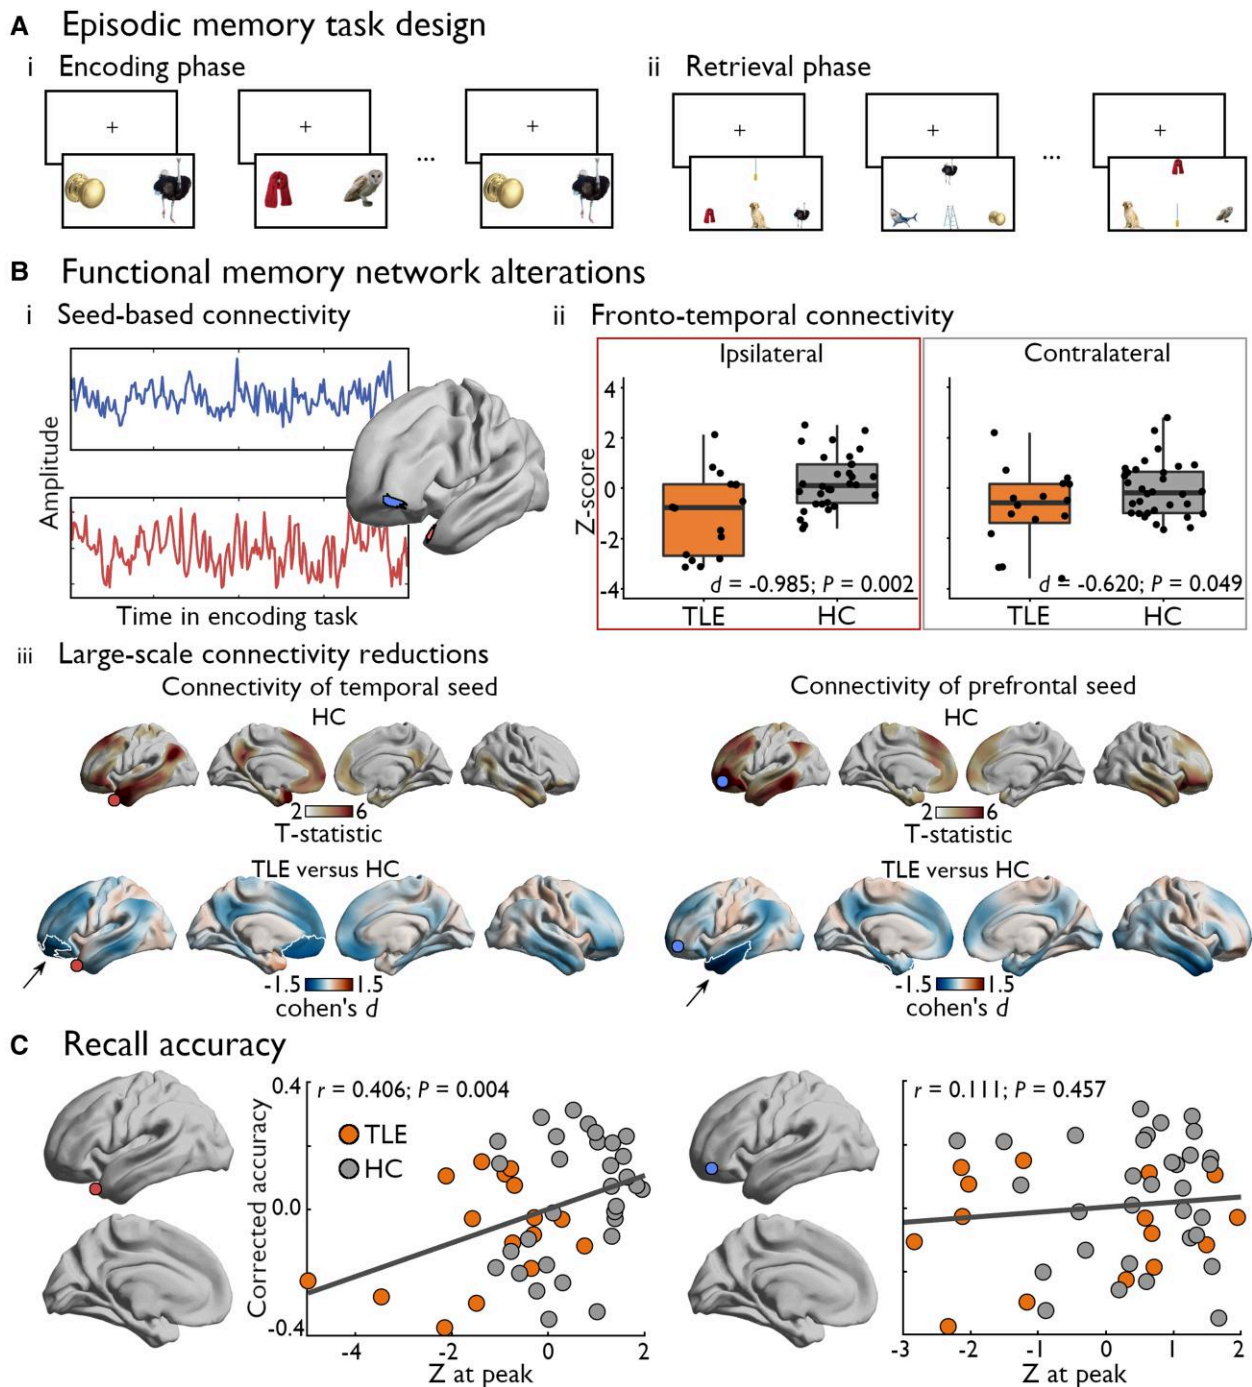 A Episodic memory task design
i Encoding phase
ii Retrieval phase
+ + ... +
+ + ... +
B Functional memory network alterations
i Seed-based connectivity
Amplitude
Time in encoding task
ii Fronto-temporal connectivity
Ipsilateral
Contralateral
Z-score
4
2
0
-2
-4
d = -0.985; P = 0.002
d = -0.620; P = 0.049
TLE HC
TLE HC
iii Large-scale connectivity reductions
Connectivity of temporal seed
HC
2 6
T-statistic
TLE versus HC
-1.5 1.5
cohen's d
Connectivity of prefrontal seed
HC
2 6
T-statistic
TLE versus HC
-1.5 1.5
cohen's d
C Recall accuracy
Corrected accuracy
0.4
0.0
-0.4
r = 0.406; P = 0.004
TLE
HC
-4 -2 0 2
Z at peak
r = 0.111; P = 0.457
-3 -2 -1 0 1 2
Z at peak